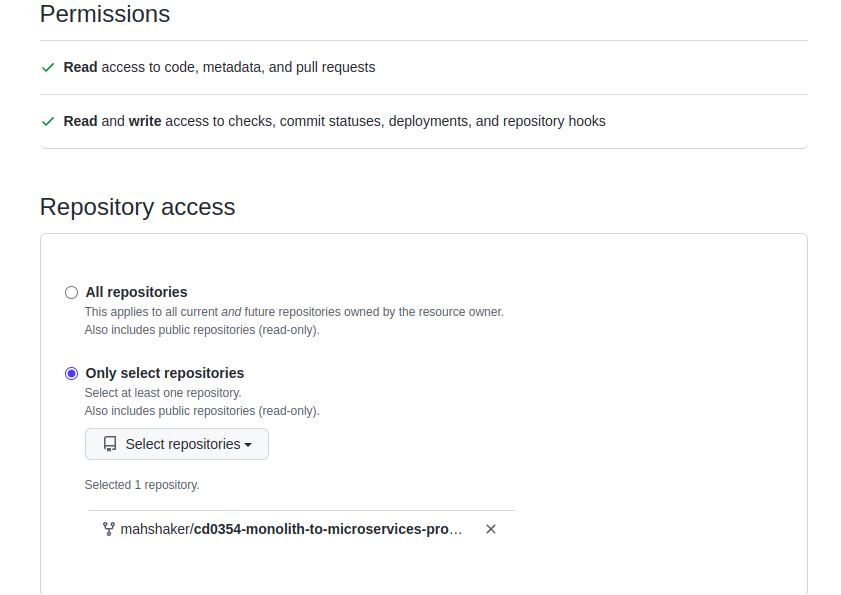 Permissions
Read access to code, metadata, and pull requests
Read and write access to checks, commit statuses, deployments, and repository hooks
Repository access
All repositories
This applies to all current and future repositories owned by the resource owner.
Also includes public repositories (read-only).
Only select repositories
Select at least one repository.
Also includes public repositories (read-only).
Select repositories
Selected 1 repository.
mahshaker/cd0354-monolith-to-microservices-pro…